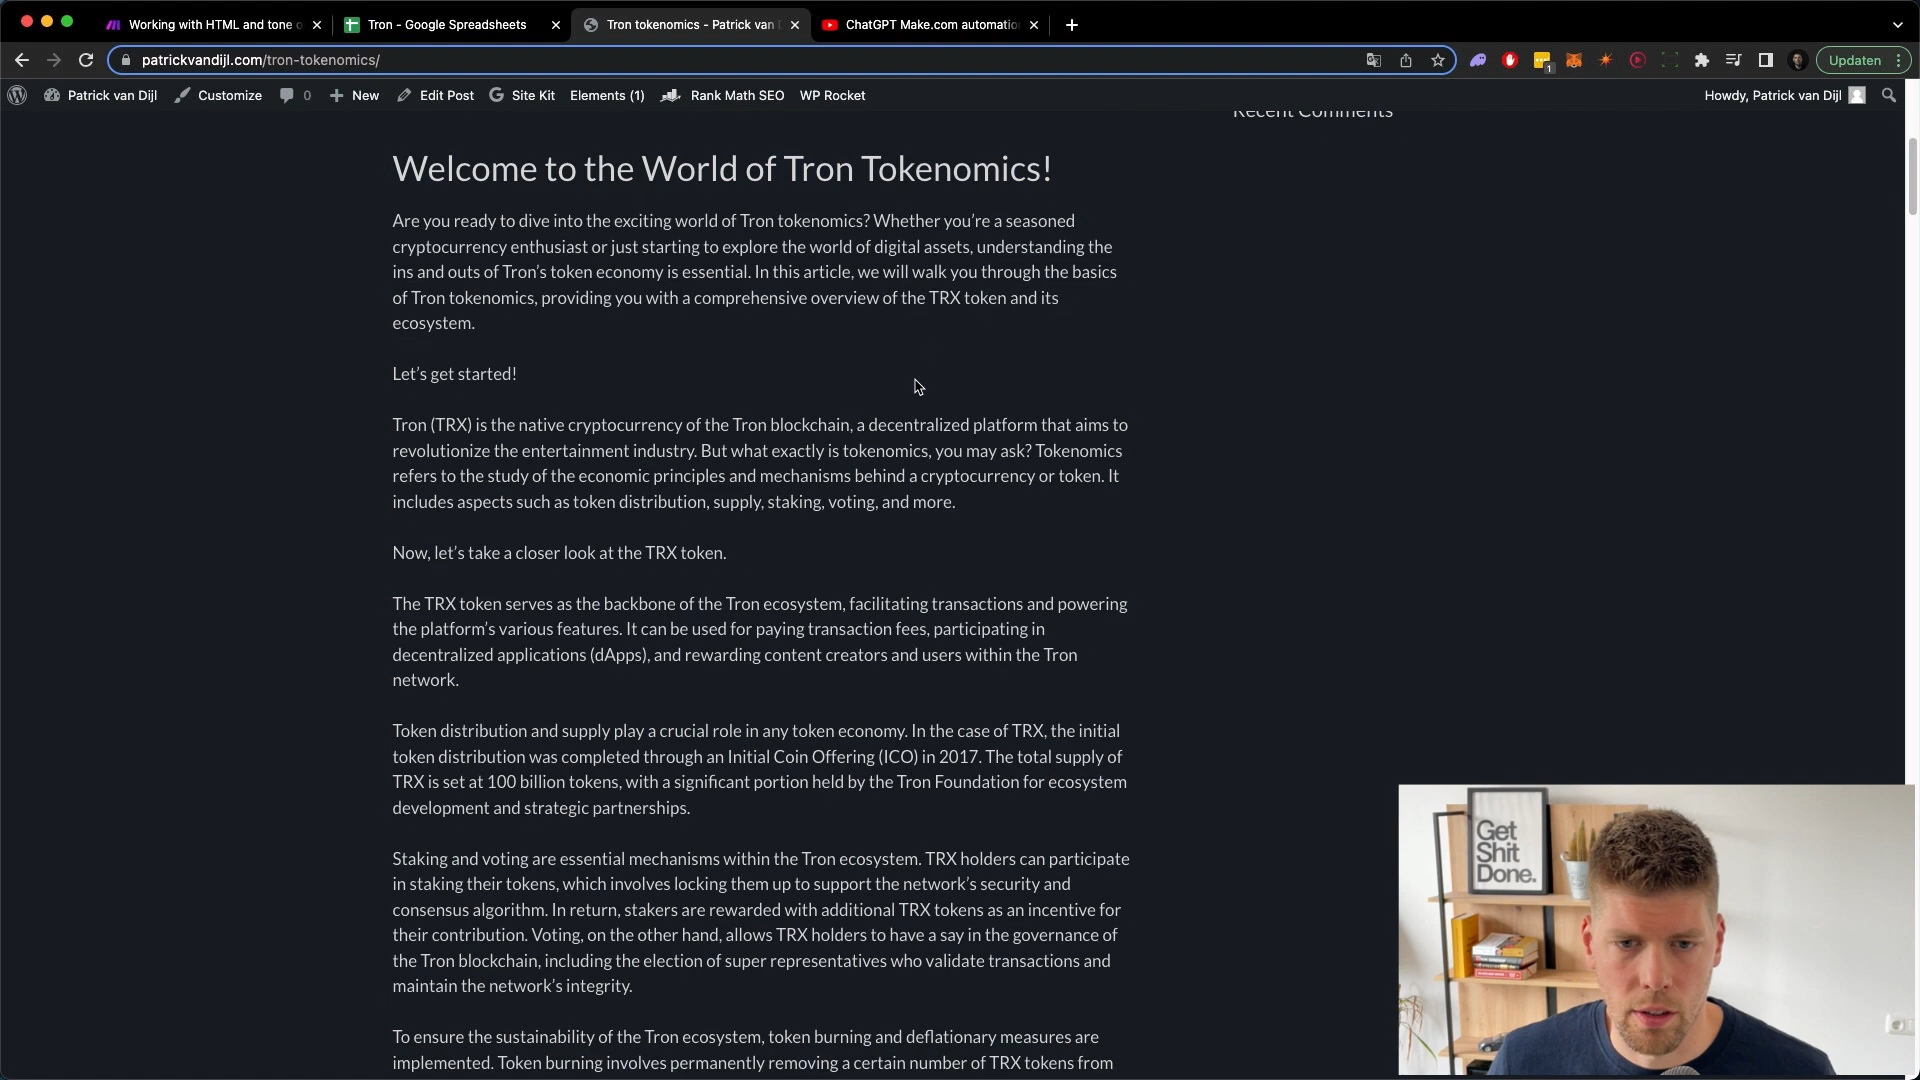 Working with HTML and tone o
Tron - Google Spreadsheets
Tron tokenomics - Patrick van D
ChatGPT Make.com automatio
patrickvandijl.com/tron-tokenomics/
1
Updaten
Patrick van Dijl
Customize
0
New
Edit Post
Site Kit
Elements (1)
Rank Math SEO
WP Rocket
Howdy, Patrick van Dijl
Recent Comments
Welcome to the World of Tron Tokenomics!
Are you ready to dive into the exciting world of Tron tokenomics? Whether you’re a seasoned
cryptocurrency enthusiast or just starting to explore the world of digital assets, understanding the
ins and outs of Tron’s token economy is essential. In this article, we will walk you through the basics
of Tron tokenomics, providing you with a comprehensive overview of the TRX token and its
ecosystem.
Let’s get started!
Tron (TRX) is the native cryptocurrency of the Tron blockchain, a decentralized platform that aims to
revolutionize the entertainment industry. But what exactly is tokenomics, you may ask? Tokenomics
refers to the study of the economic principles and mechanisms behind a cryptocurrency or token. It
includes aspects such as token distribution, supply, staking, voting, and more.
Now, let’s take a closer look at the TRX token.
The TRX token serves as the backbone of the Tron ecosystem, facilitating transactions and powering
the platform’s various features. It can be used for paying transaction fees, participating in
decentralized applications (dApps), and rewarding content creators and users within the Tron
network.
Token distribution and supply play a crucial role in any token economy. In the case of TRX, the initial
token distribution was completed through an Initial Coin Offering (ICO) in 2017. The total supply of
TRX is set at 100 billion tokens, with a significant portion held by the Tron Foundation for ecosystem
development and strategic partnerships.
Staking and voting are essential mechanisms within the Tron ecosystem. TRX holders can participate
in staking their tokens, which involves locking them up to support the network’s security and
consensus algorithm. In return, stakers are rewarded with additional TRX tokens as an incentive for
their contribution. Voting, on the other hand, allows TRX holders to have a say in the governance of
the Tron blockchain, including the election of super representatives who validate transactions and
maintain the network’s integrity.
To ensure the sustainability of the Tron ecosystem, token burning and deflationary measures are
implemented. Token burning involves permanently removing a certain number of TRX tokens from
Get
Shit
Done.